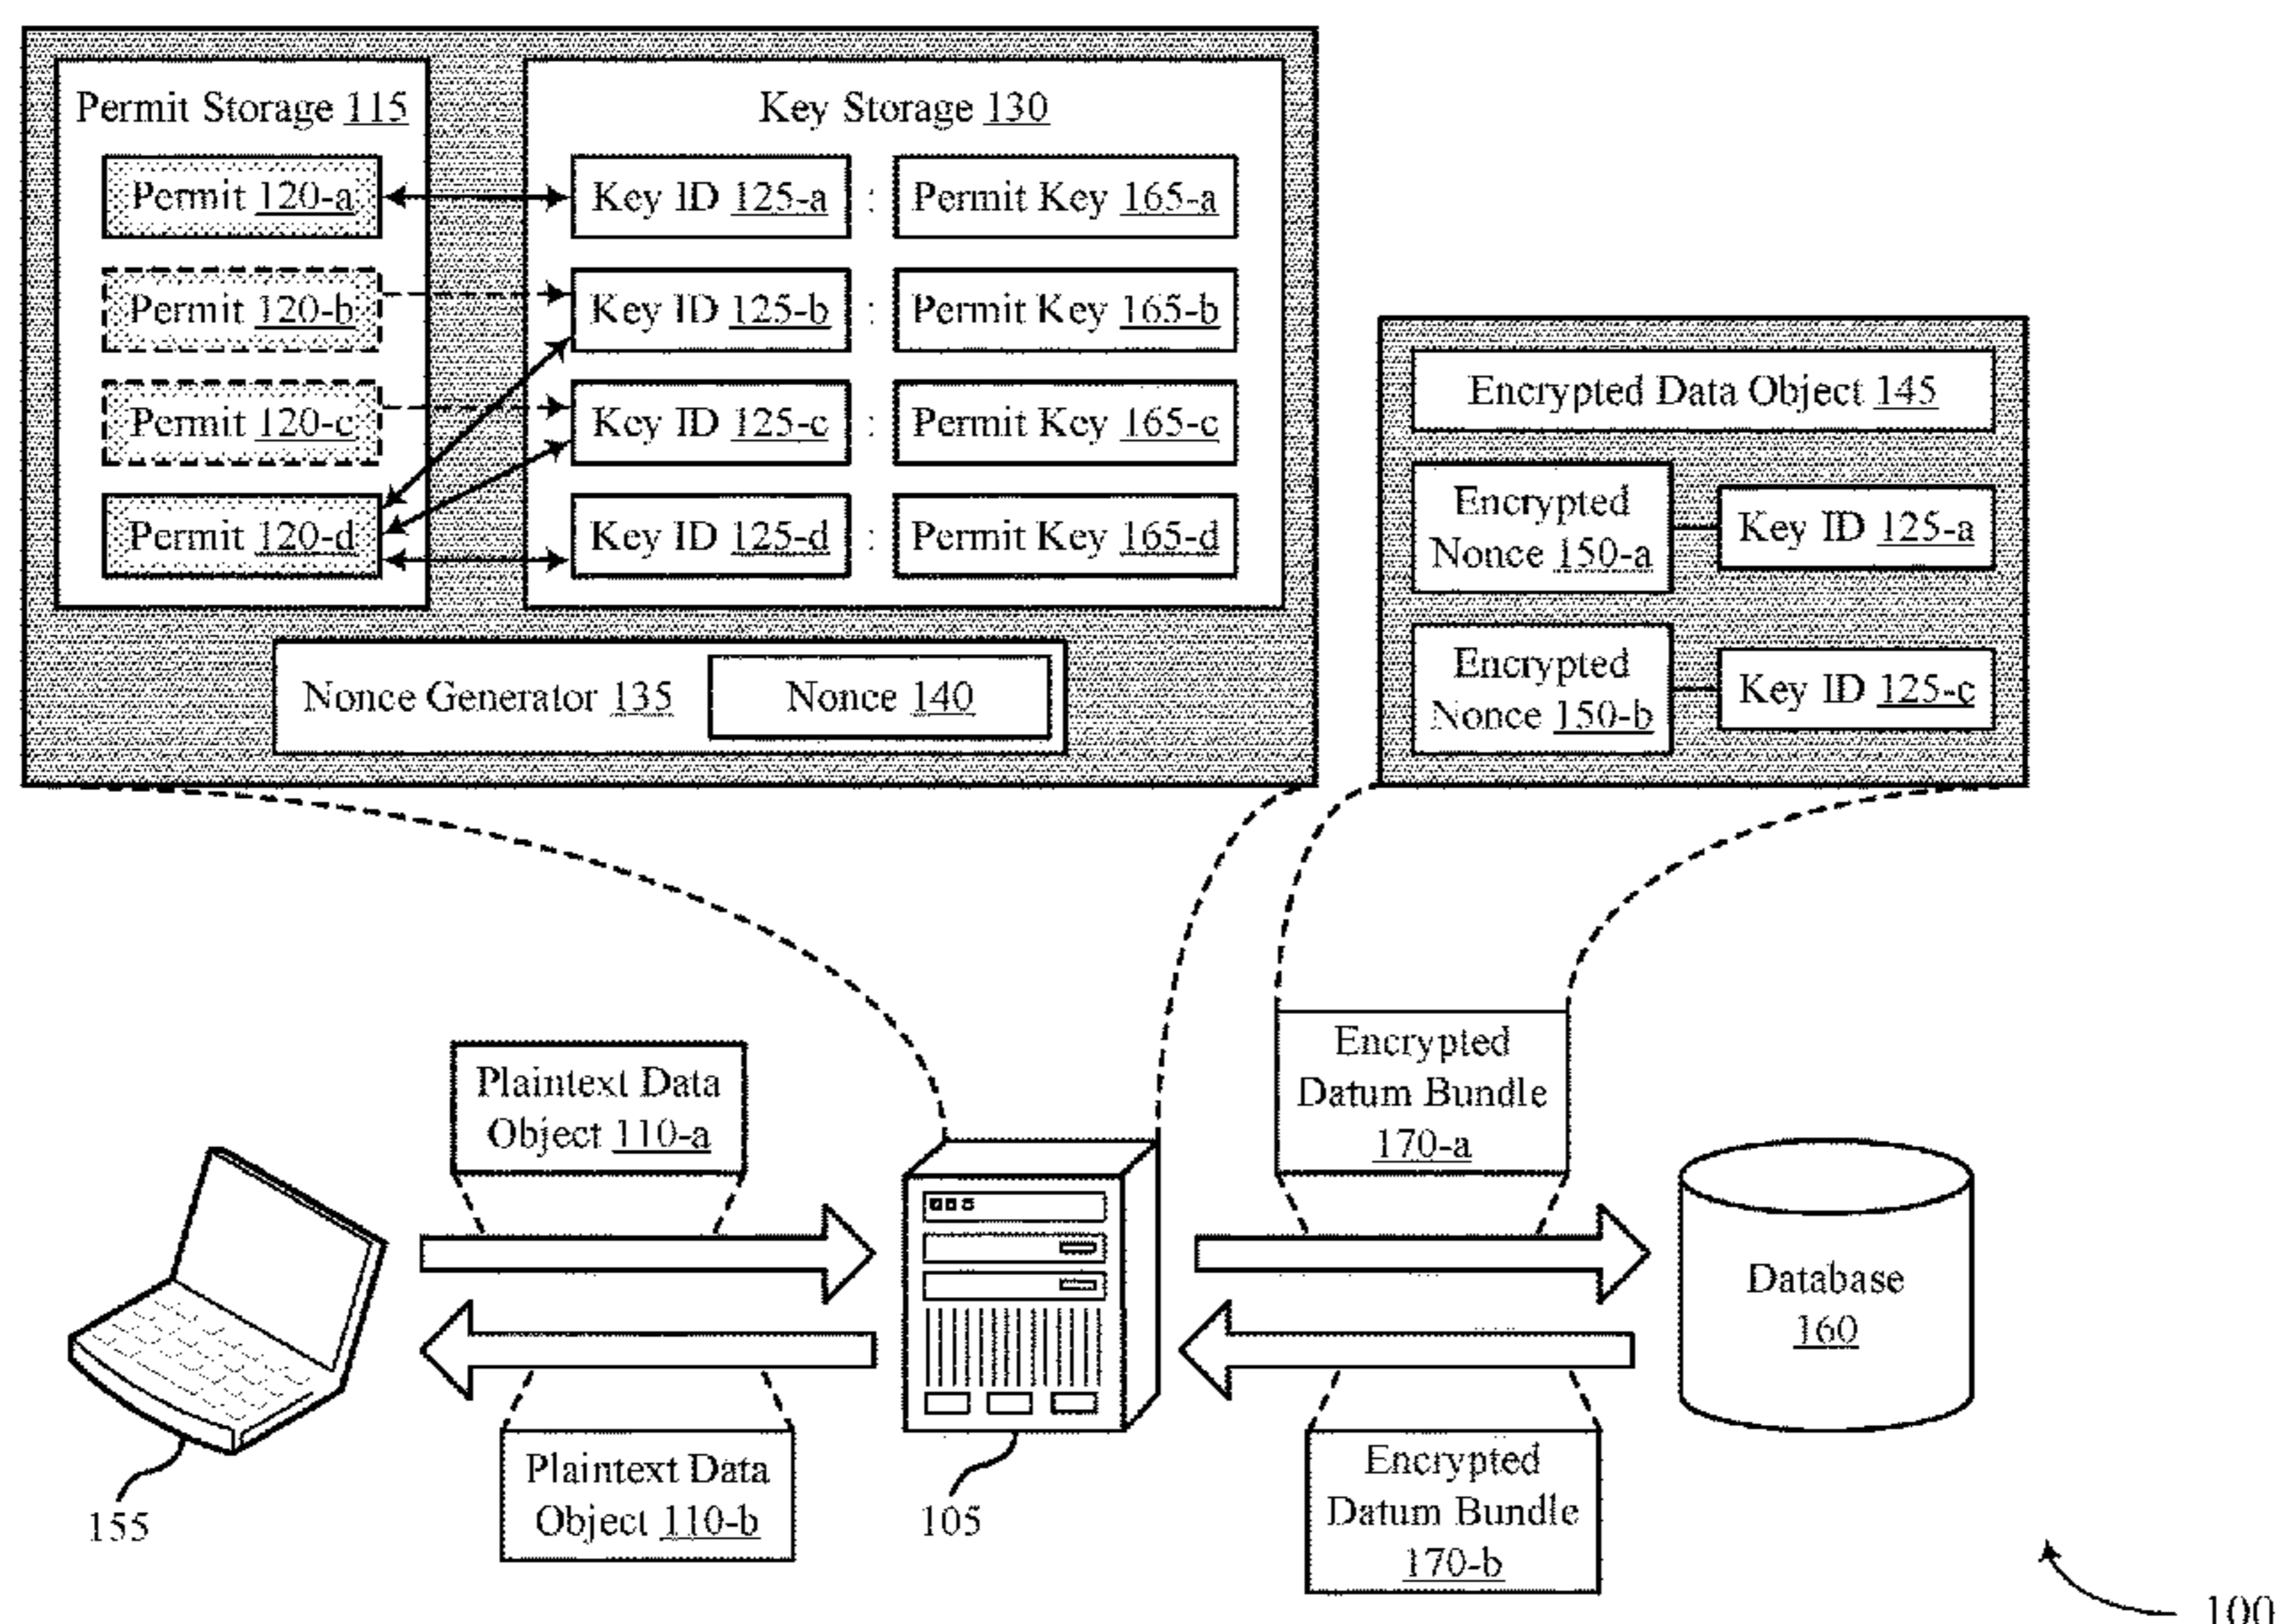 Permit Storage 115
Key Storage 130
Permit 120-a
Key ID 125-a : Permit Key 165-a
Permit 120-b
Key ID 125-b : Permit Key 165-b
Permit 120-c
Key ID 125-c : Permit Key 165-c
Permit 120-d
Key ID 125-d : Permit Key 165-d
Nonce Generator 135
Nonce 140
Encrypted Data Object 145
Encrypted
Nonce 150-a
Key ID 125-a
Encrypted
Nonce 150-b
Key ID 125-c
Plaintext Data
Object 110-a
Encrypted
Datum Bundle
170-a
Database
160
Plaintext Data
Object 110-b
Encrypted
Datum Bundle
170-b
155
105
100